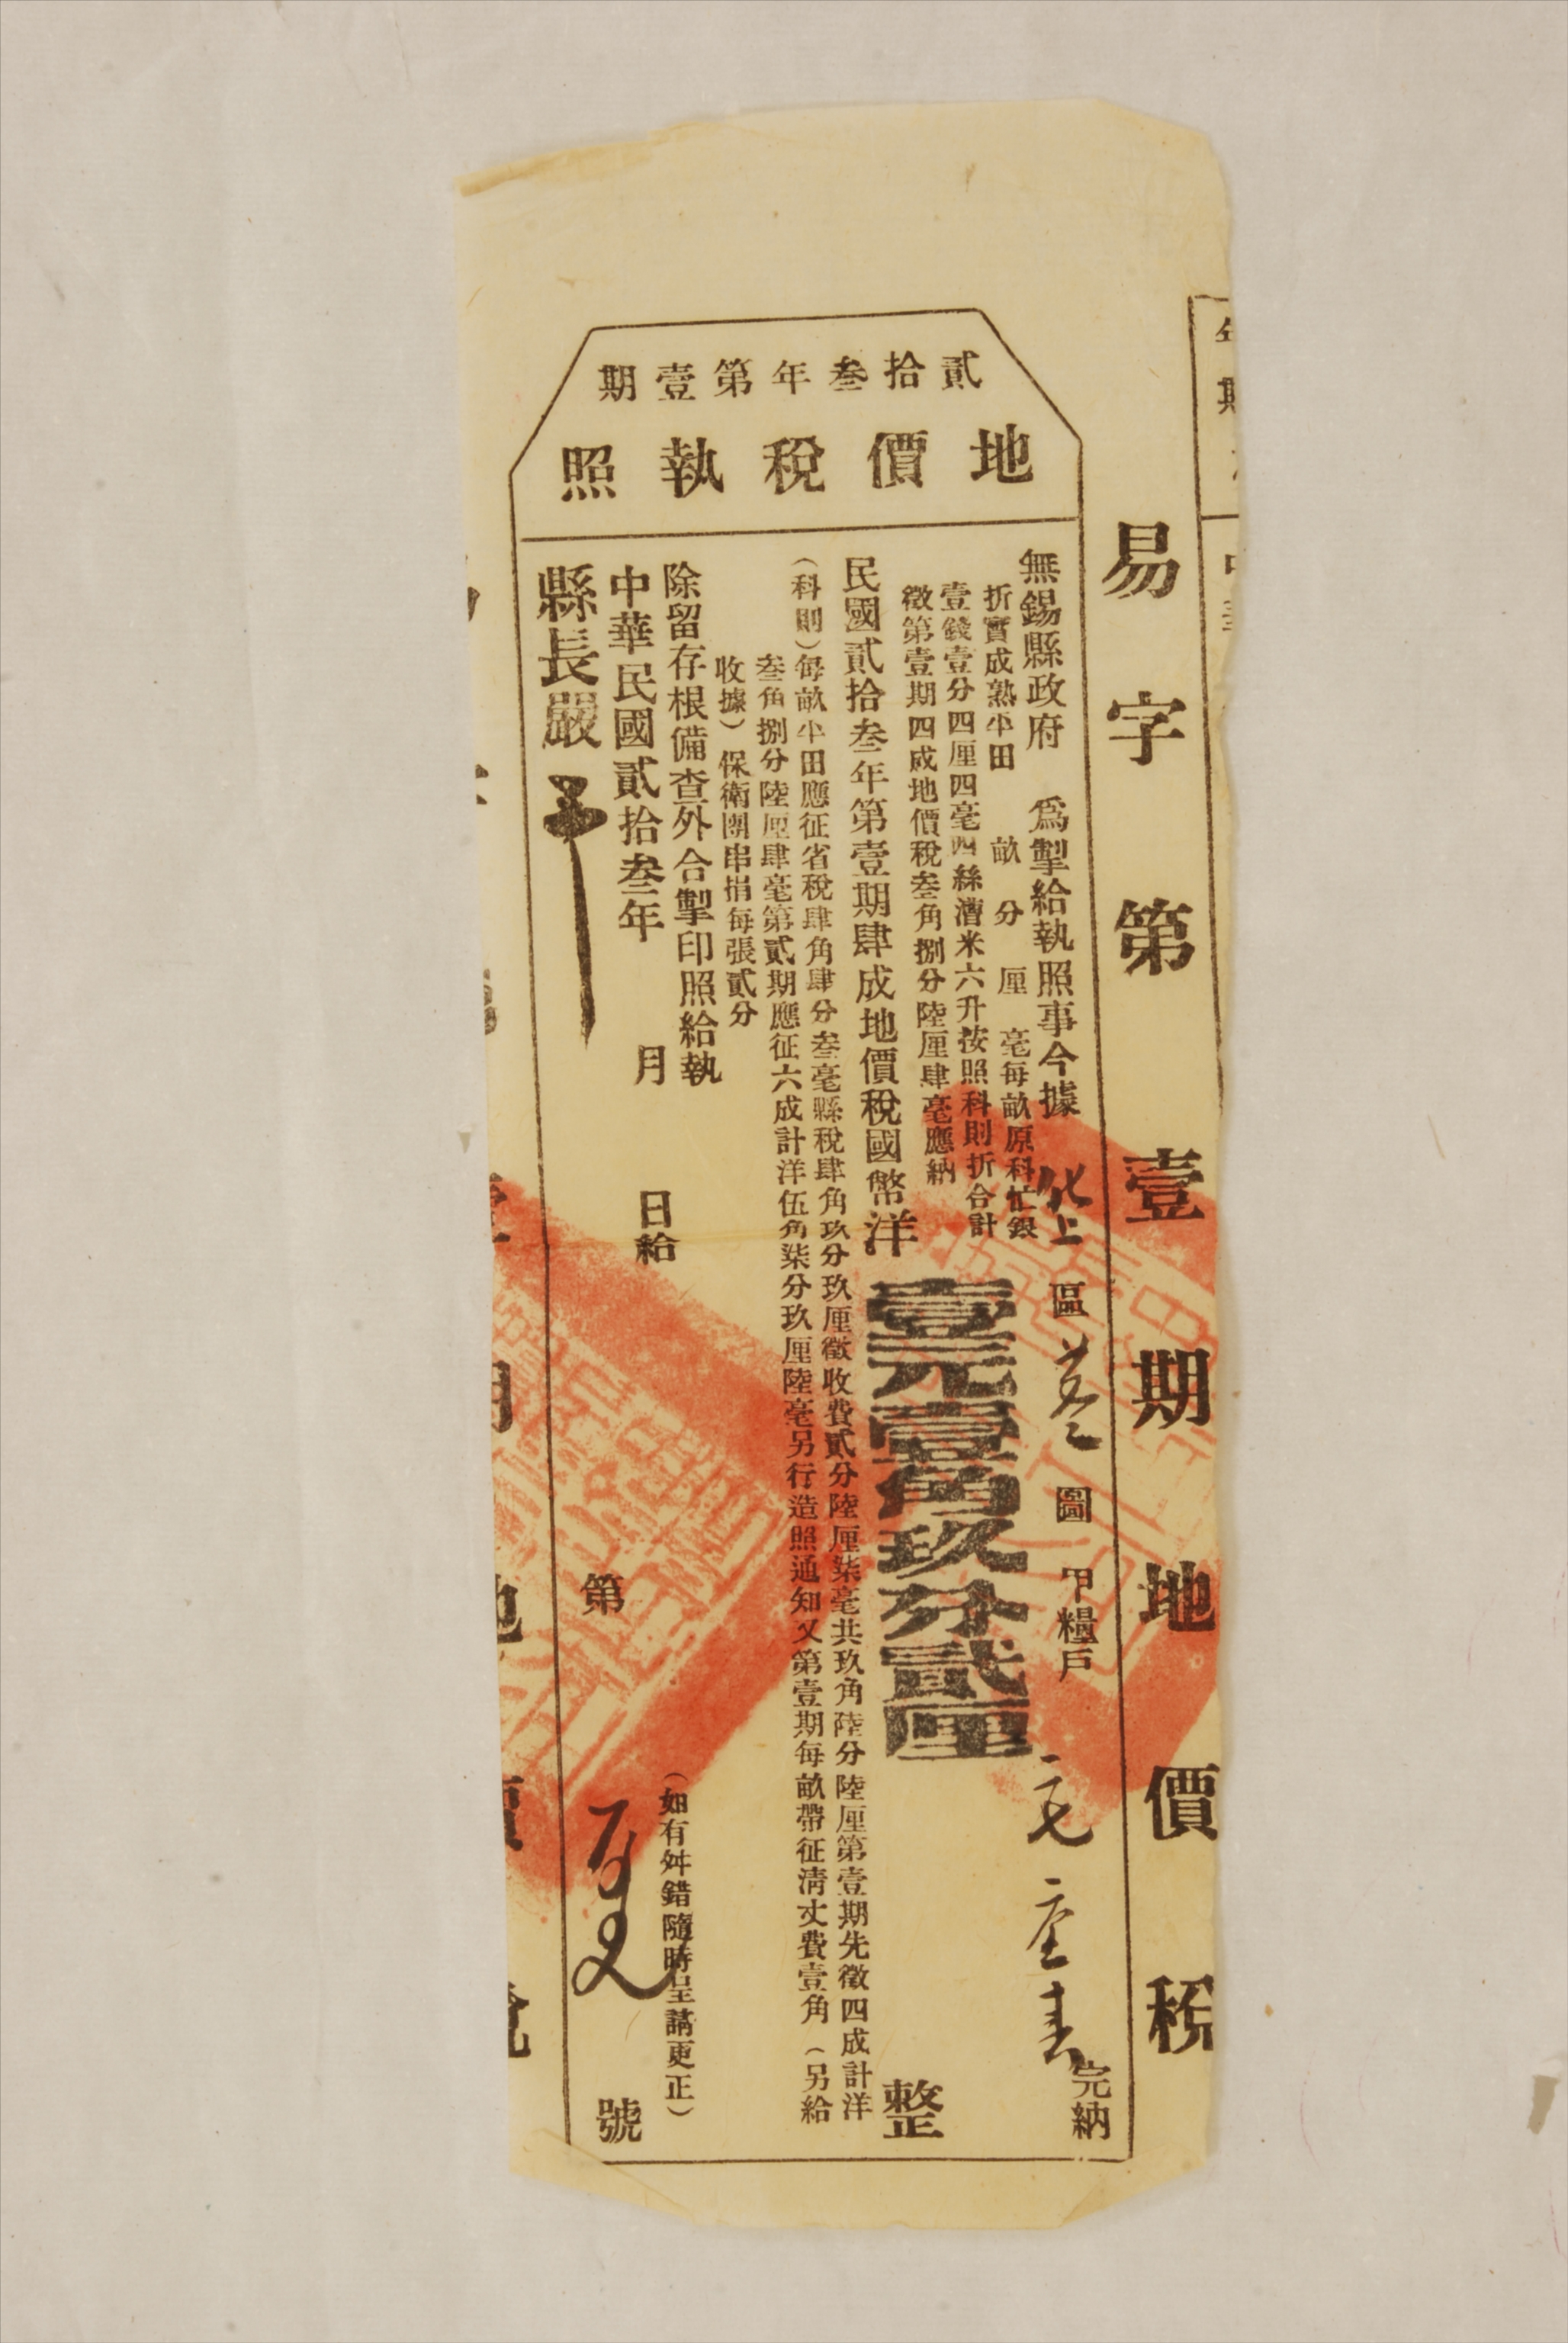 貳拾叁年第壹期
地價稅執照
易字第壹期地價稅
無錫縣政府 爲掣給執照事今據 化上 區 圖 甲糧戶 完納
折實成熟平田 畝 分 厘 毫每畝原科忙銀
壹錢壹分四厘四毫四絲漕米六升按照科則折合計
徵第壹期四成地價稅叁角捌分陸厘肆毫應納
民國貳拾叁年第壹期肆成地價稅國幣洋 壹元壹角玖分貳厘 整
（科則）每畝平田應征省稅肆角肆分叁毫縣稅肆角玖分玖厘徵收費貳分陸厘柒毫共玖角陸分陸厘第壹期先徵四成計洋
叁角捌分陸厘肆毫第貳期應征六成計洋伍角柒分玖厘陸毫另行造照通知又第壹期每畝帶征清丈費壹角（另給
收據）保衛團串捐每張貳分
除留存根備查外合掣印照給執
（如有舛錯隨時呈請更正）
中華民國貳拾叁年 月 日給
縣長嚴
第 號